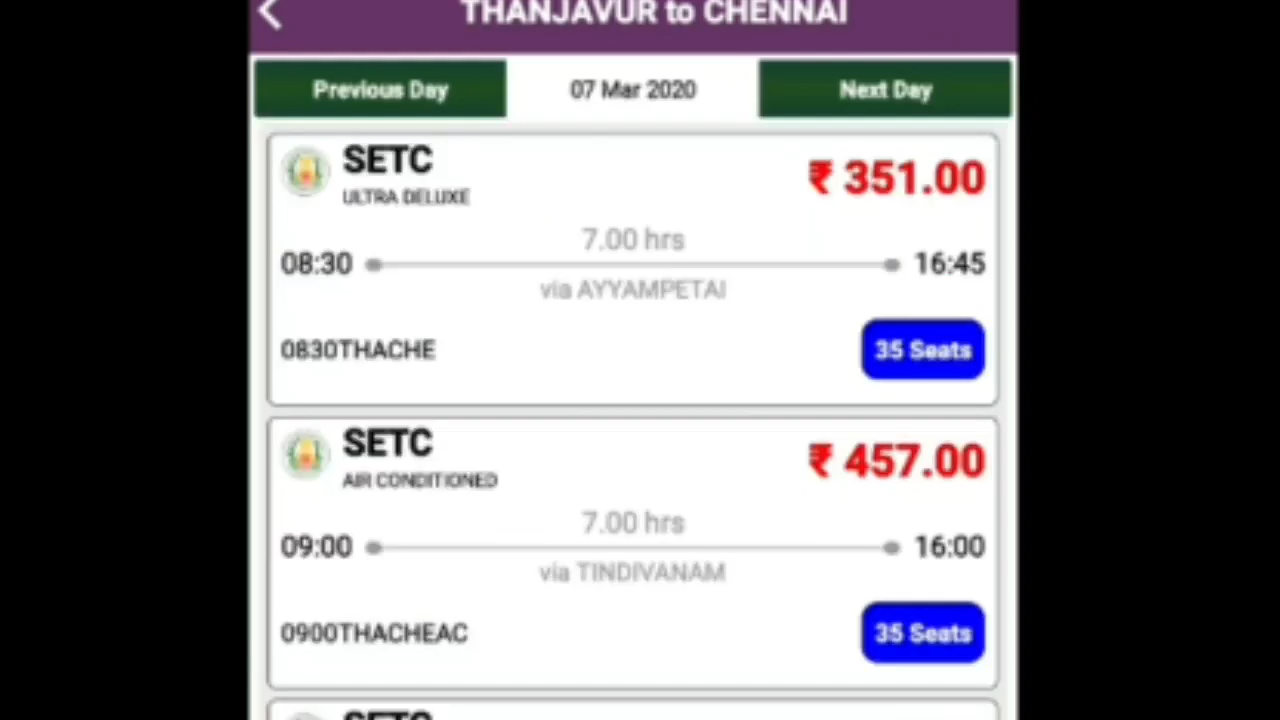 THANJAVUR to CHENNAI
Previous Day
07 Mar 2020
Next Day
SETC
ULTRA DELUXE
₹ 351.00
7.00 hrs
08:30
16:45
via AYYAMPETAI
0830THACHE
35 Seats
SETC
AIR CONDITIONED
₹ 457.00
7.00 hrs
09:00
16:00
via TINDIVANAM
0900THACHEAC
35 Seats
SETC